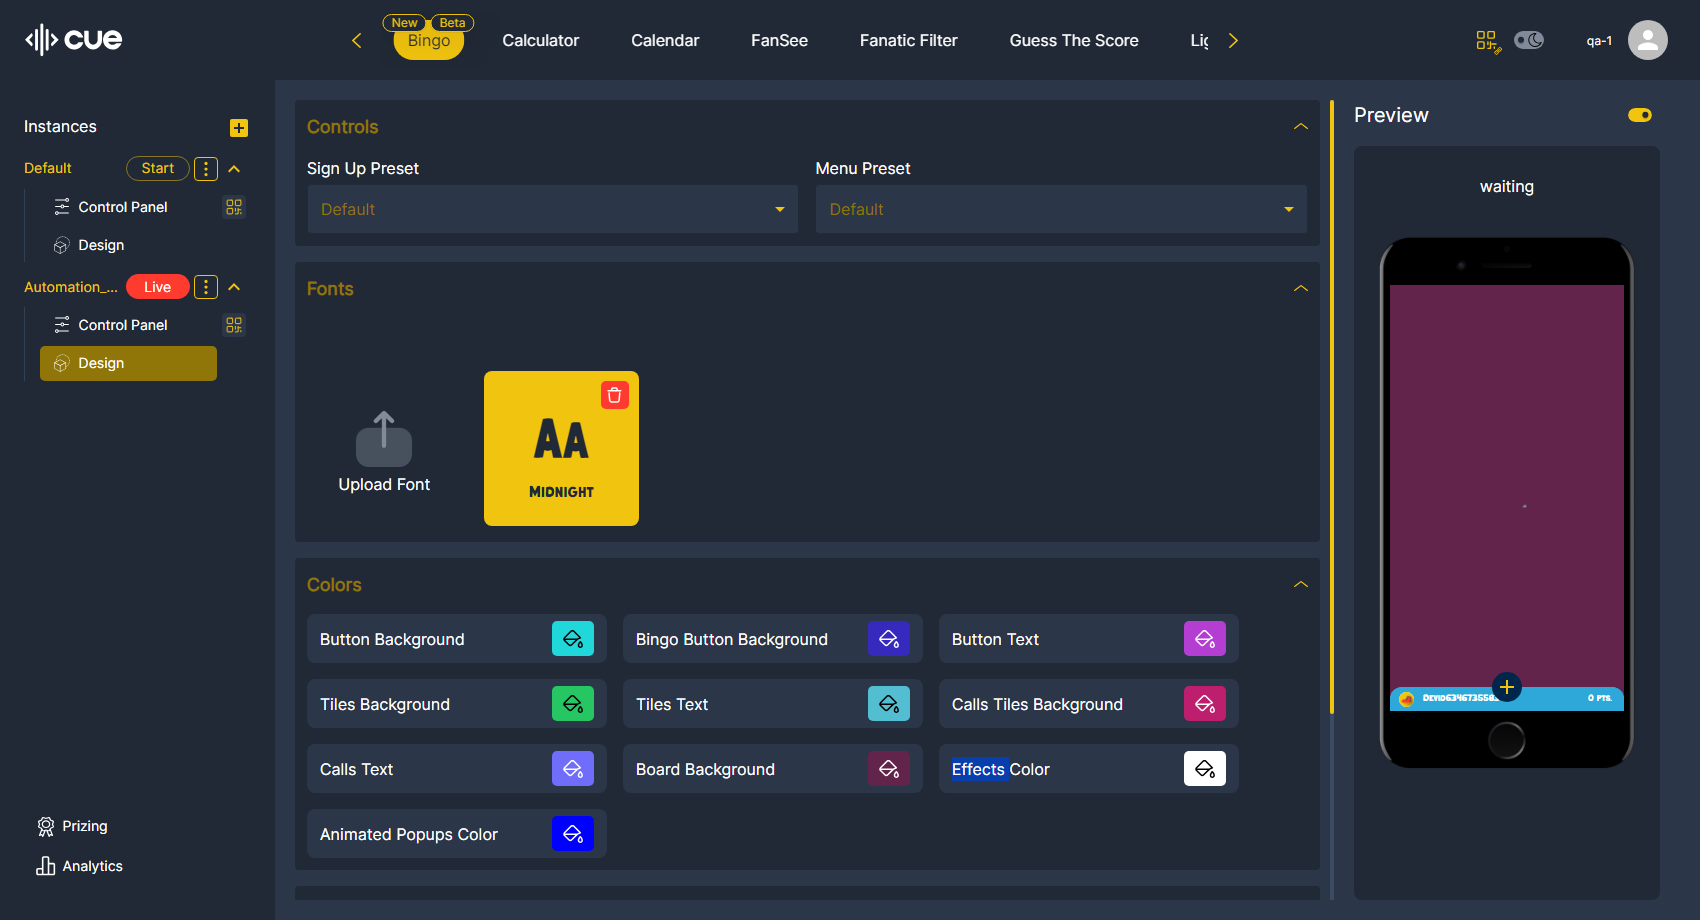 cue
New Beta
Bingo
Calculator
Calendar
FanSee
Fanatic Filter
Guess The Score
qa-1
Instances
Default
Start
Control Panel
Design
Automation_...
Live
Control Panel
Design
Prizing
Analytics
Controls
Sign Up Preset
Menu Preset
Default
Default
Fonts
Upload Font
AA
MIDNIGHT
Colors
Button Background
Bingo Button Background
Button Text
Tiles Background
Tiles Text
Calls Tiles Background
Calls Text
Board Background
Effects Color
Animated Popups Color
Preview
waiting
0 PTS.